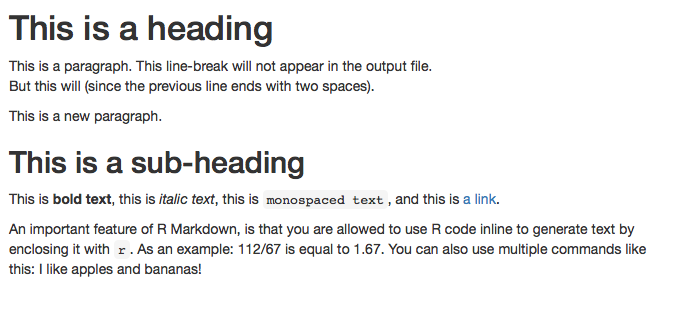 This is a heading
This is a paragraph. This line-break will not appear in the output file.
But this will (since the previous line ends with two spaces).
This is a new paragraph.
This is a sub-heading
This is bold text, this is italic text, this is monospaced text, and this is a link.
An important feature of R Markdown, is that you are allowed to use R code inline to generate text by
enclosing it with r. As an example: 112/67 is equal to 1.67. You can also use multiple commands like
this: I like apples and bananas!